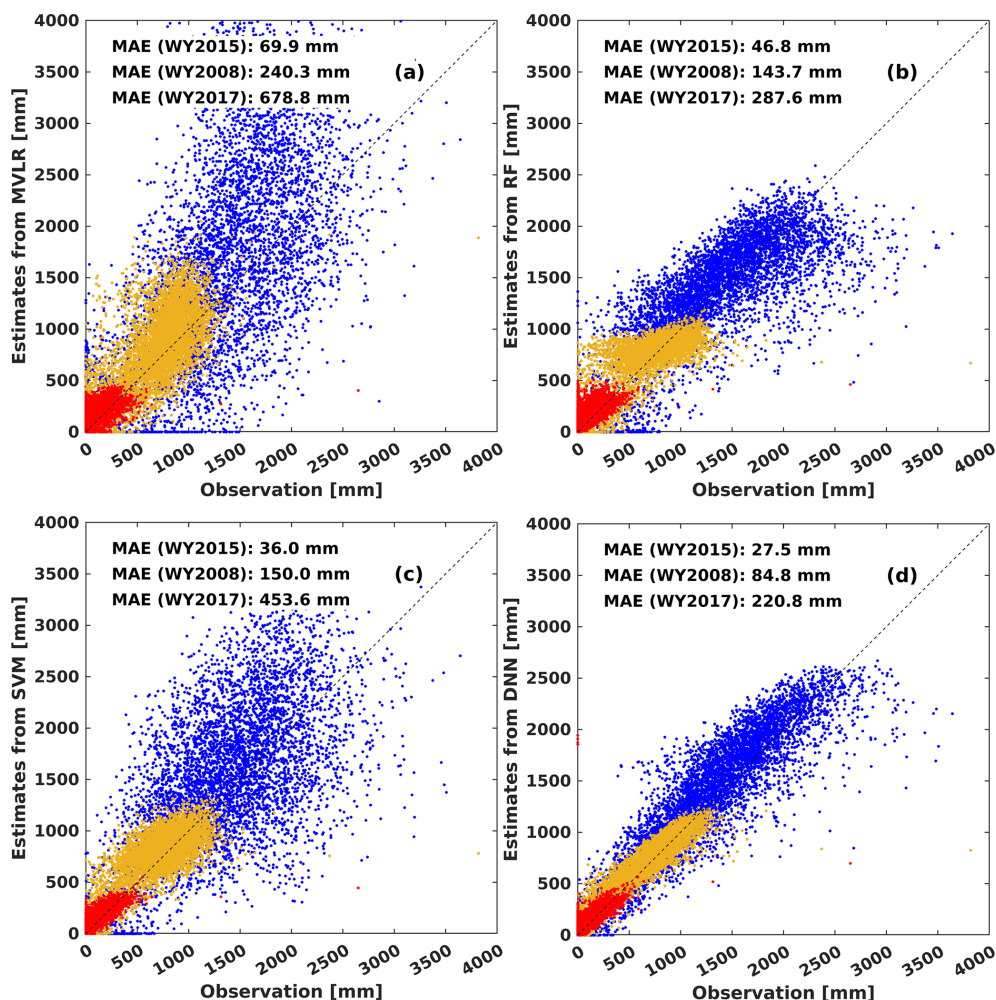 MAE (WY2015): 69.9 mm
MAE (WY2008): 240.3 mm
MAE (WY2017): 678.8 mm
(a)
Estimates from MVLR [mm]
4000
3500
3000
2500
2000
1500
1000
500
0
0 500 1000 1500 2000 2500 3000 3500 4000
Observation [mm]
MAE (WY2015): 46.8 mm
MAE (WY2008): 143.7 mm
MAE (WY2017): 287.6 mm
(b)
Estimates from RF [mm]
4000
3500
3000
2500
2000
1500
1000
500
0
0 500 1000 1500 2000 2500 3000 3500 4000
Observation [mm]
MAE (WY2015): 36.0 mm
MAE (WY2008): 150.0 mm
MAE (WY2017): 453.6 mm
(c)
Estimates from SVM [mm]
4000
3500
3000
2500
2000
1500
1000
500
0
0 500 1000 1500 2000 2500 3000 3500 4000
Observation [mm]
MAE (WY2015): 27.5 mm
MAE (WY2008): 84.8 mm
MAE (WY2017): 220.8 mm
(d)
Estimates from DNN [mm]
4000
3500
3000
2500
2000
1500
1000
500
0
0 500 1000 1500 2000 2500 3000 3500 4000
Observation [mm]